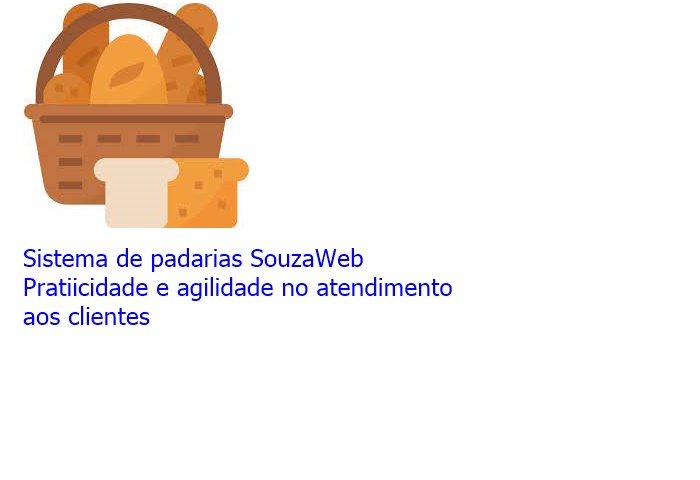 Sistema de padarias SouzaWeb
Pratiicidade e agilidade no atendimento
aos clientes